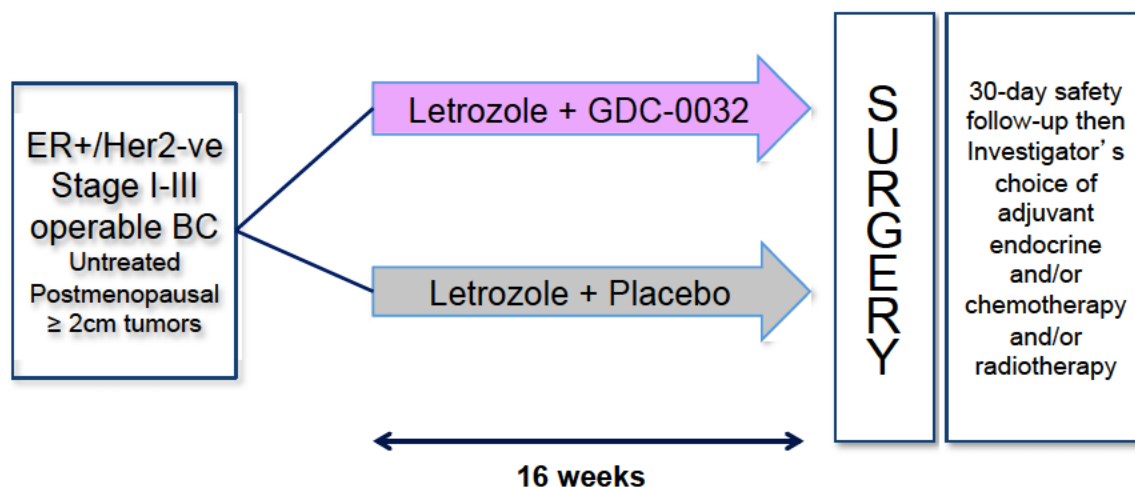 ER+/Her2-ve
Stage I-III
operable BC
Untreated
Postmenopausal
≥ 2cm tumors
Letrozole + GDC-0032
Letrozole + Placebo
16 weeks
S
U
R
G
E
R
Y
30-day safety
follow-up then
Investigator's
choice of
adjuvant
endocrine
and/or
chemotherapy
and/or
radiotherapy